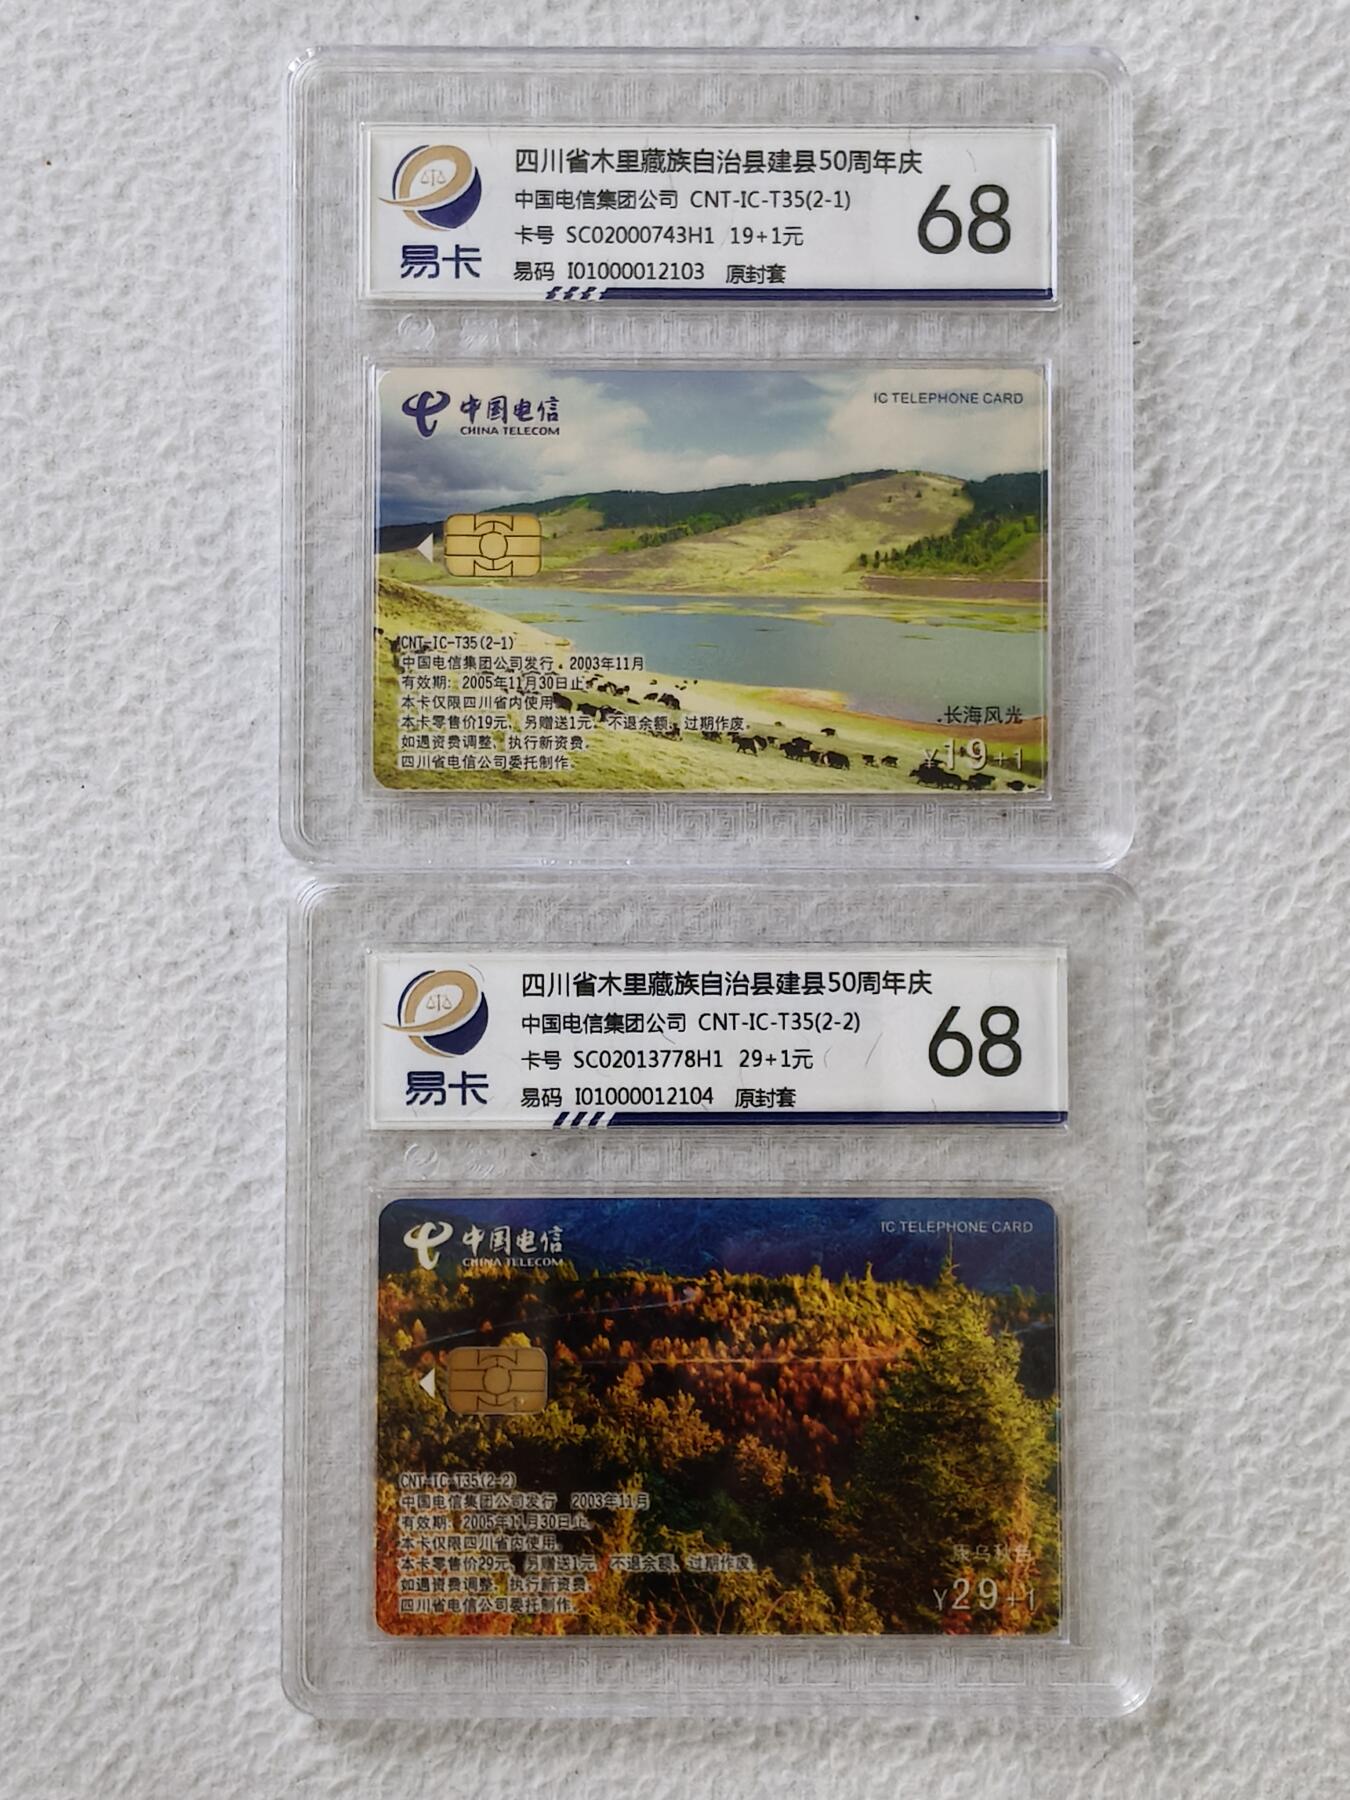 四川省木里藏族自治县建县50周年庆
中国电信集团公司 CNT-IC-T35(2-1)
卡号 SC02000743H1 19+1元
易码 I01000012103 原封套
68
易卡
中国电信
CHINA TELECOM
IC TELEPHONE CARD
CNT-IC-T35(2-1)
中国电信集团公司发行 2003年11月
有效期：2005年11月30日止
本卡仅限四川省内使用
本卡零售价19元、另赠送1元、不退余额、过期作废。
如遇资费调整、执行新资费。
四川省电信公司委托制作。
长海风光
¥19+1
四川省木里藏族自治县建县50周年庆
中国电信集团公司 CNT-IC-T35(2-2)
卡号 SC02013778H1 29+1元
易码 I01000012104 原封套
68
易卡
中国电信
CHINA TELECOM
IC TELEPHONE CARD
CNT-IC-T35(2-2)
中国电信集团公司发行 2003年11月
有效期：2005年11月30日止
本卡仅限四川省内使用。
本卡零售价29元、另赠送1元、不退余额、过期作废。
如遇资费调整、执行新资费。
四川省电信公司委托制作。
康乌秋色
¥29+1